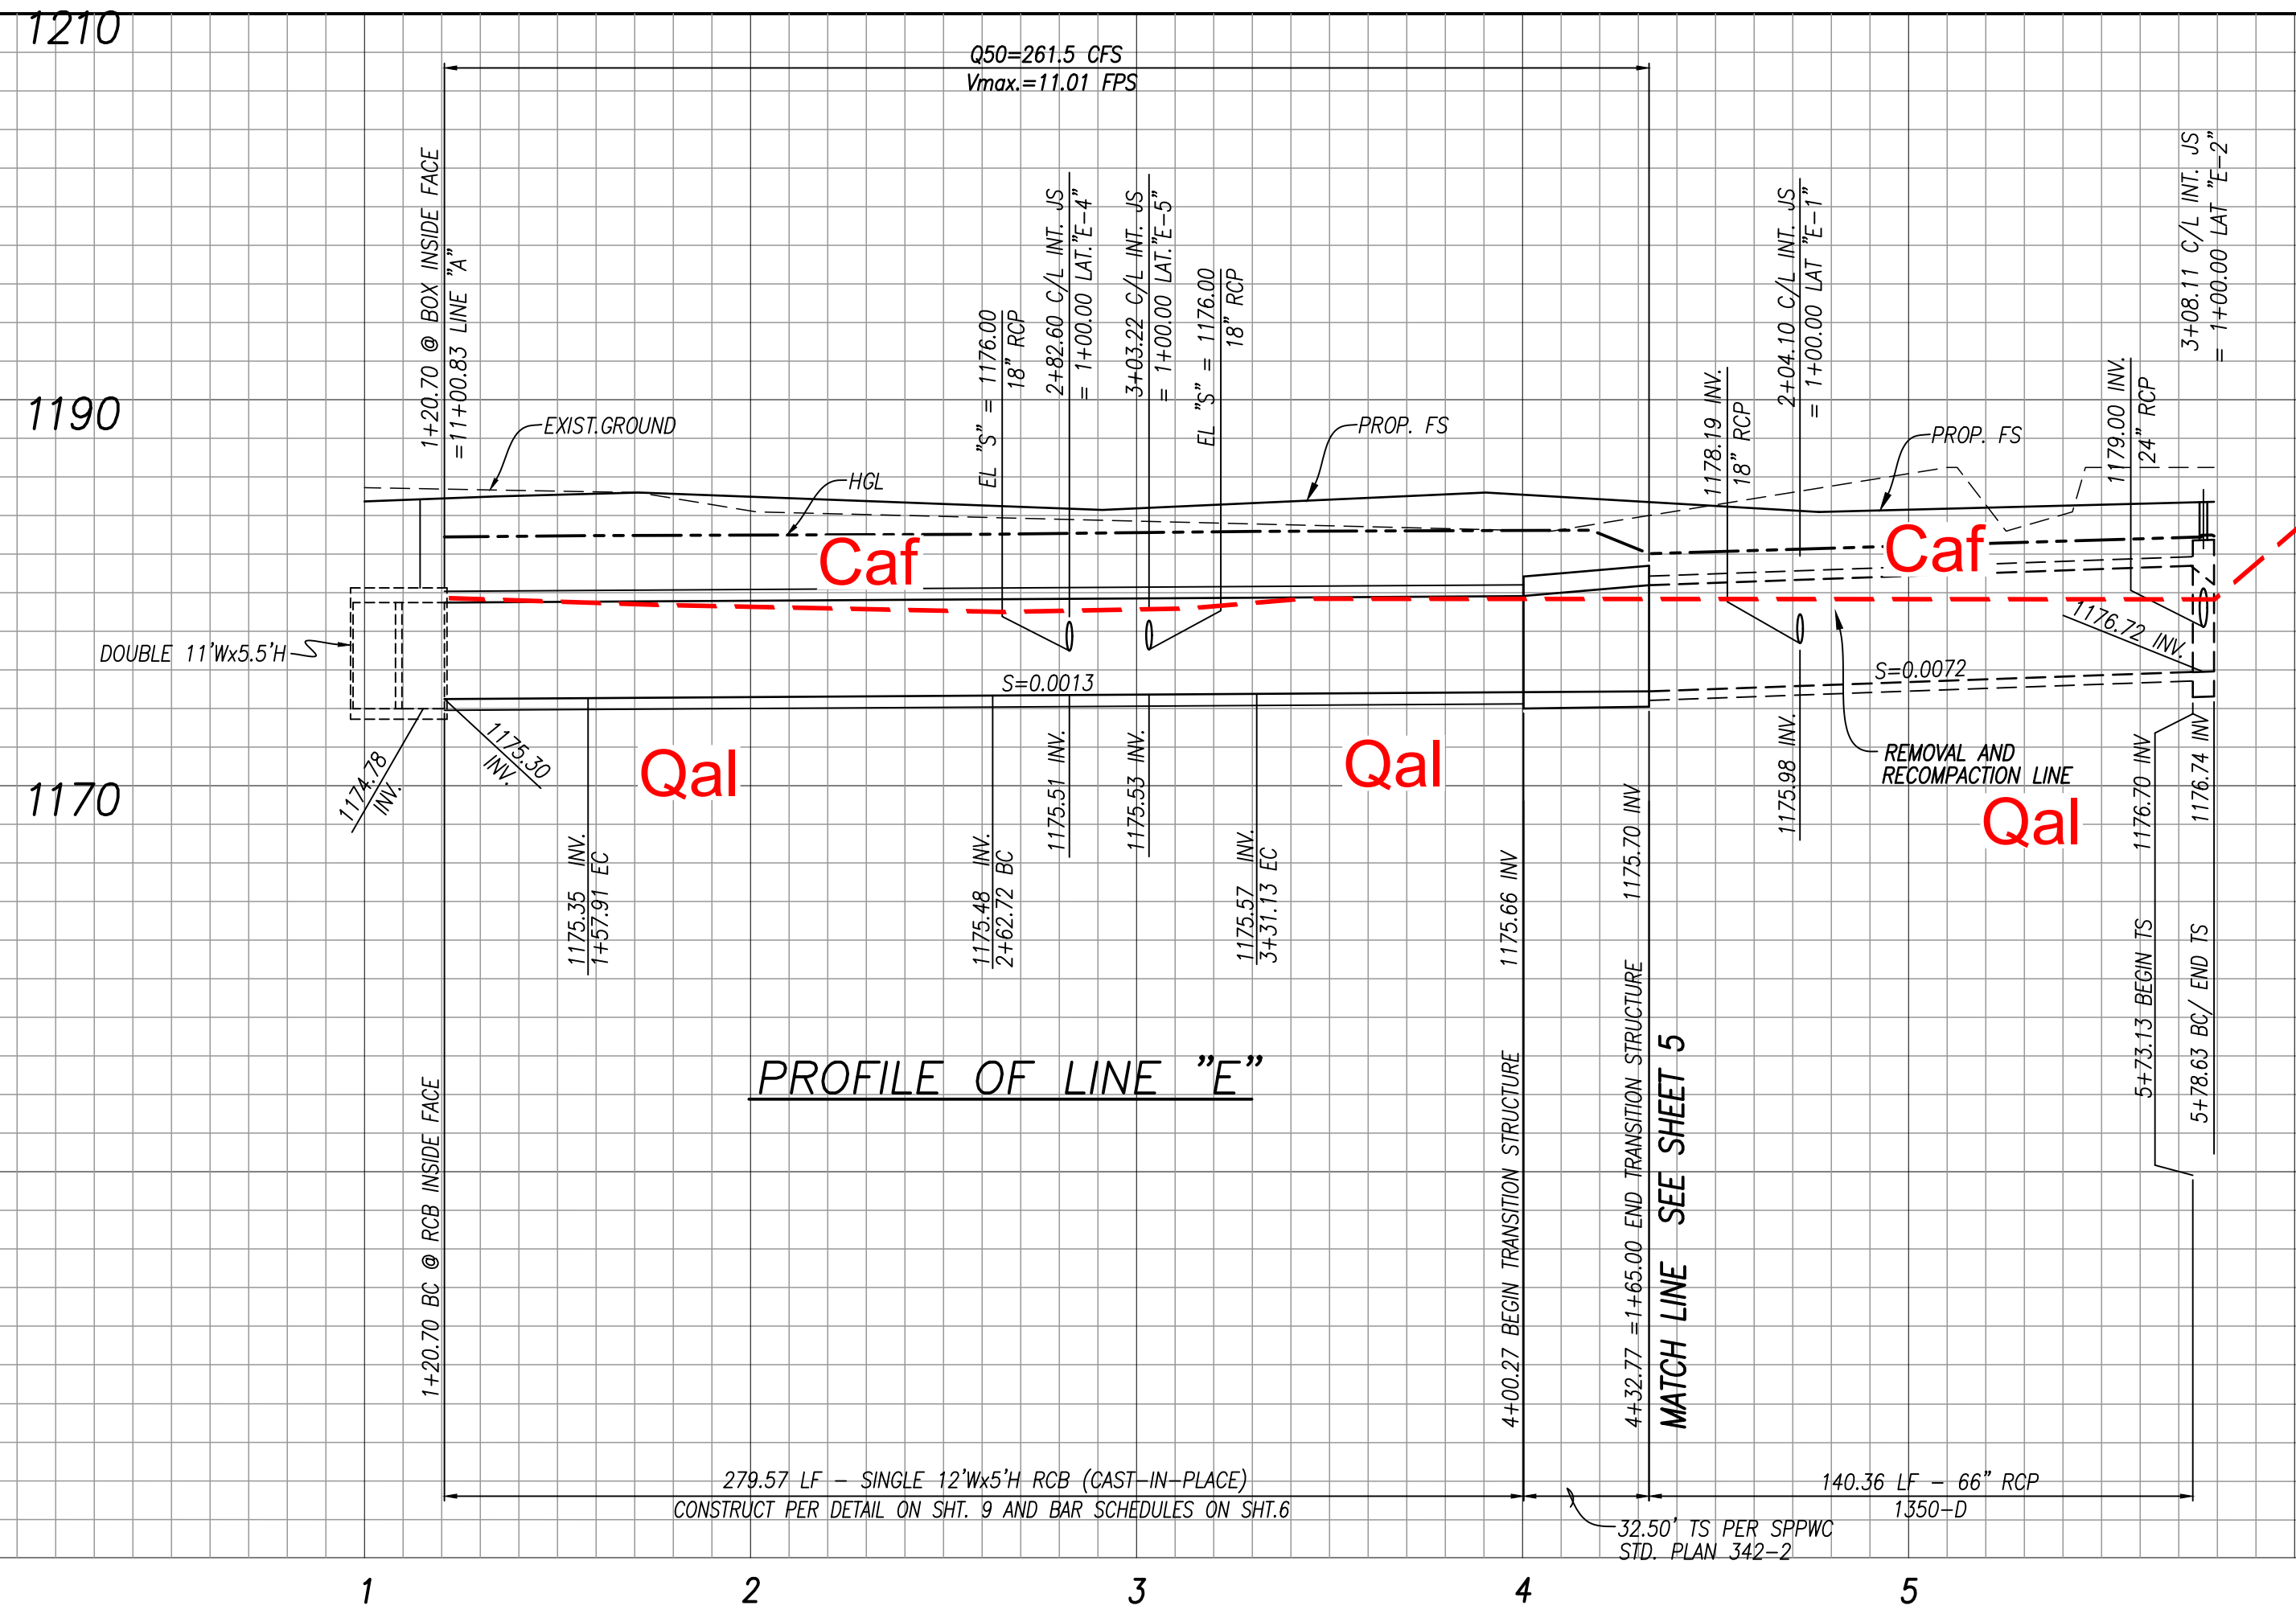 1210
1190
1170
Q50=261.5 CFS
Vmax.=11.01 FPS
1+20.70 @ BOX INSIDE FACE
=11+00.83 LINE "A"
EXIST.GROUND
HGL
EL "S" = 1176.00
18" RCP
2+82.60 C/L INT. JS
= 1+00.00 LAT."E-4"
3+03.22 C/L INT. JS
= 1+00.00 LAT."E-5"
EL "S" = 1176.00
18" RCP
PROP. FS
1178.19 INV.
18" RCP
2+04.10 C/L INT. JS
= 1+00.00 LAT "E-1"
PROP. FS
1179.00 INV.
24" RCP
3+08.11 C/L INT. JS
= 1+00.00 LAT "E-2"
Caf
Caf
DOUBLE 11'Wx5.5'H
S=0.0013
S=0.0072
1176.72 INV.
1174.78
INV.
1175.30
INV.
Qal
Qal
Qal
REMOVAL AND
RECOMPACTION LINE
1175.35 INV.
1+57.91 EC
1175.48 INV.
2+62.72 BC
1175.51 INV.
1175.53 INV.
1175.57 INV.
3+31.13 EC
1175.66 INV
1175.70 INV
1175.98 INV.
1176.70 INV
1176.74 INV
1+20.70 BC @ RCB INSIDE FACE
PROFILE OF LINE "E"
4+00.27 BEGIN TRANSITION STRUCTURE
4+32.77 =1+65.00 END TRANSITION STRUCTURE
MATCH LINE SEE SHEET 5
5+73.13 BEGIN TS
5+78.63 BC/ END TS
279.57 LF - SINGLE 12'Wx5'H RCB (CAST-IN-PLACE)
CONSTRUCT PER DETAIL ON SHT. 9 AND BAR SCHEDULES ON SHT.6
32.50' TS PER SPPWC
STD. PLAN 342-2
140.36 LF - 66" RCP
1350-D
1
2
3
4
5